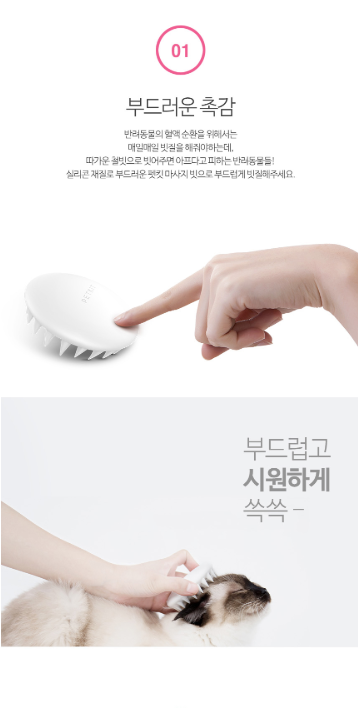 01
부드러운 촉감
반려동물의 혈액 순환을 위해서는
매일매일 빗질을 해줘야하는데,
따가운 철빗으로 빗어주면 아프다고 피하는 반려동물들!
실리콘 재질로 부드러운 펫킷 마사지 빗으로 부드럽게 빗질해주세요.
부드럽고
시원하게
쓱쓱 –